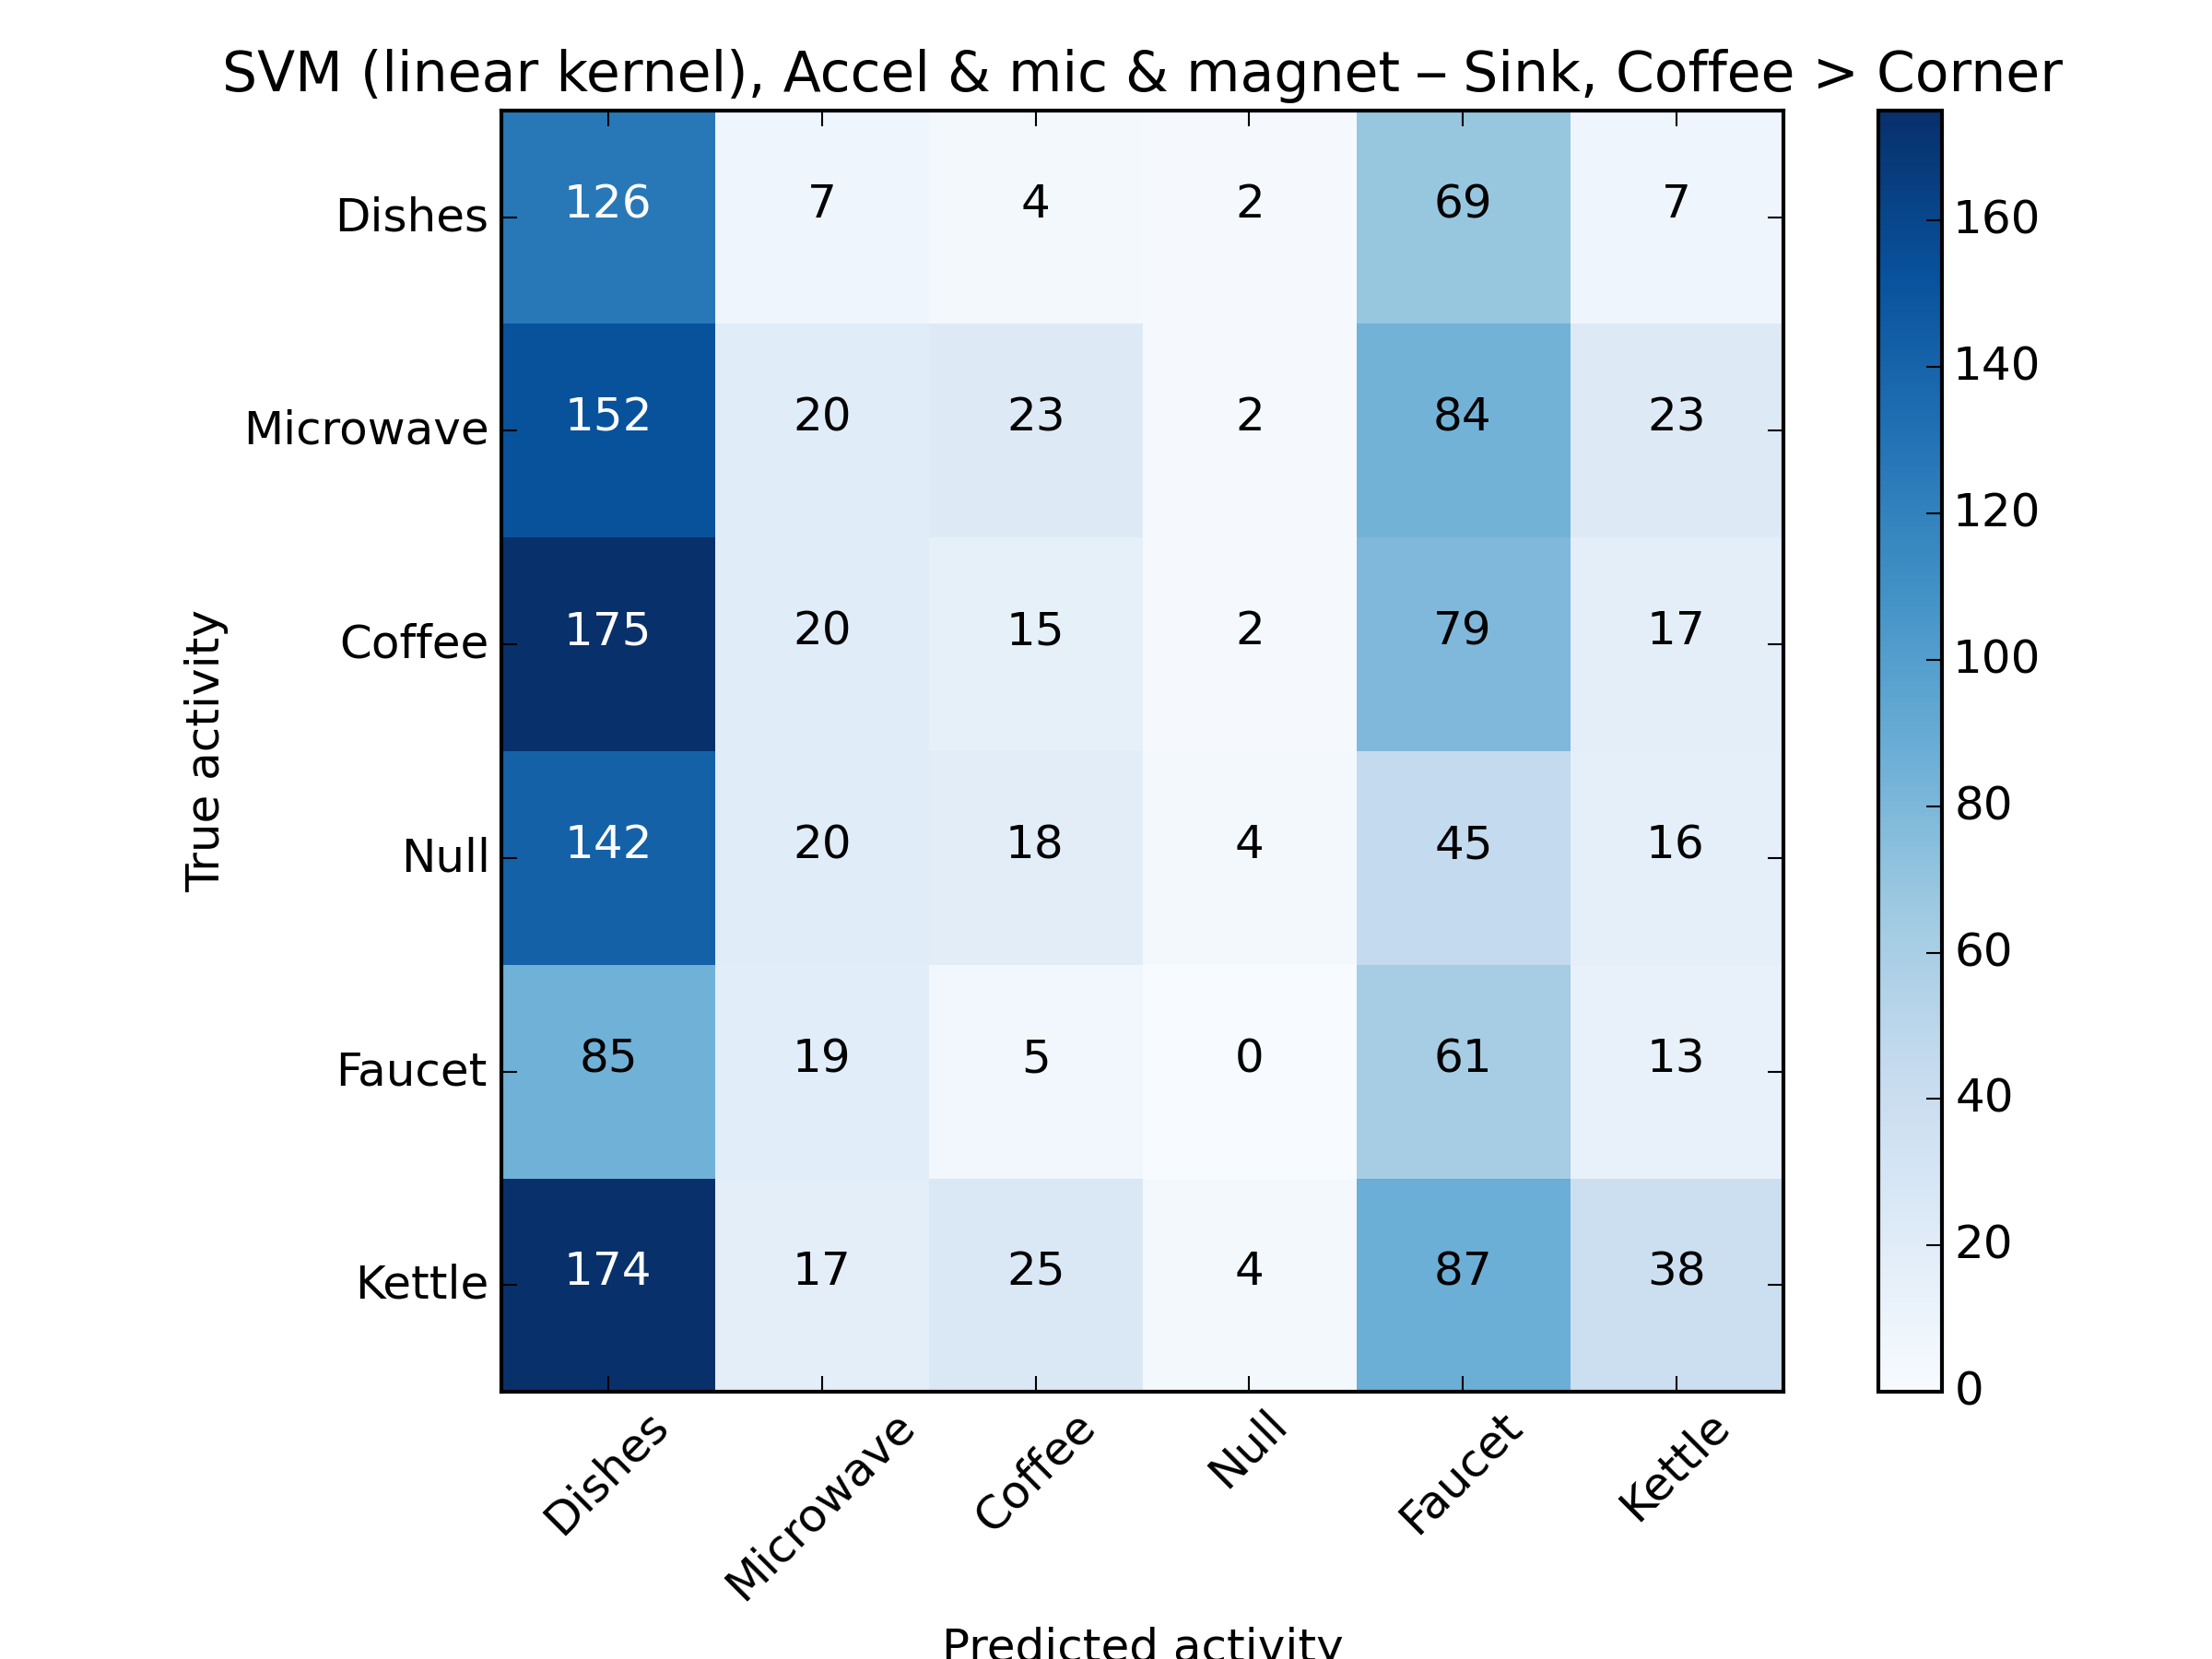 SVM (linear kernel), Accel & mic & magnet – Sink, Coffee > Corner
Dishes 126 7 4 2 69 7
Microwave 152 20 23 2 84 23
Coffee 175 20 15 2 79 17
Null 142 20 18 4 45 16
Faucet 85 19 5 0 61 13
Kettle 174 17 25 4 87 38
True activity
Dishes Microwave Coffee Null Faucet Kettle
Predicted activity
160
140
120
100
80
60
40
20
0